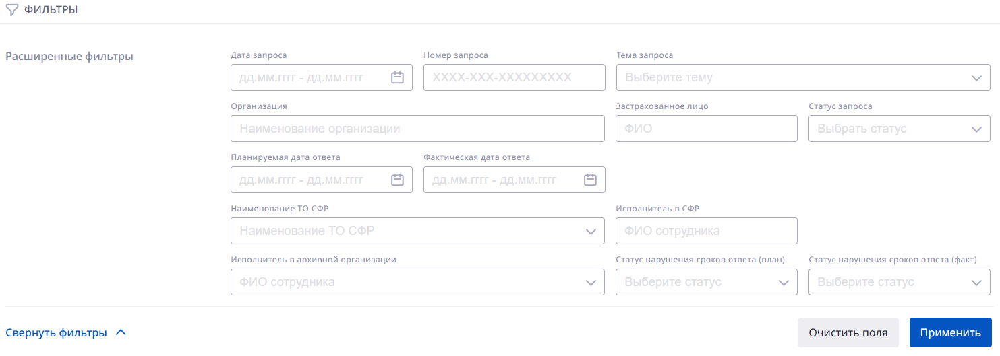 ФИЛЬТРЫ
Расширенные фильтры
Дата запроса Номер запроса Тема запроса
дд.мм.гггг - дд.мм.гггг XXXX-XXX-XXXXXXXXX Выберите тему
Организация Застрахованное лицо Статус запроса
Наименование организации ФИО Выбрать статус
Планируемая дата ответа Фактическая дата ответа
дд.мм.гггг - дд.мм.гггг дд.мм.гггг - дд.мм.гггг
Наименование ТО СФР Исполнитель в СФР
Наименование ТО СФР ФИО сотрудника
Исполнитель в архивной организации Статус нарушения сроков ответа (план) Статус нарушения сроков ответа (факт)
ФИО сотрудника Выберите статус Выберите статус
Свернуть фильтры Очистить поля Применить